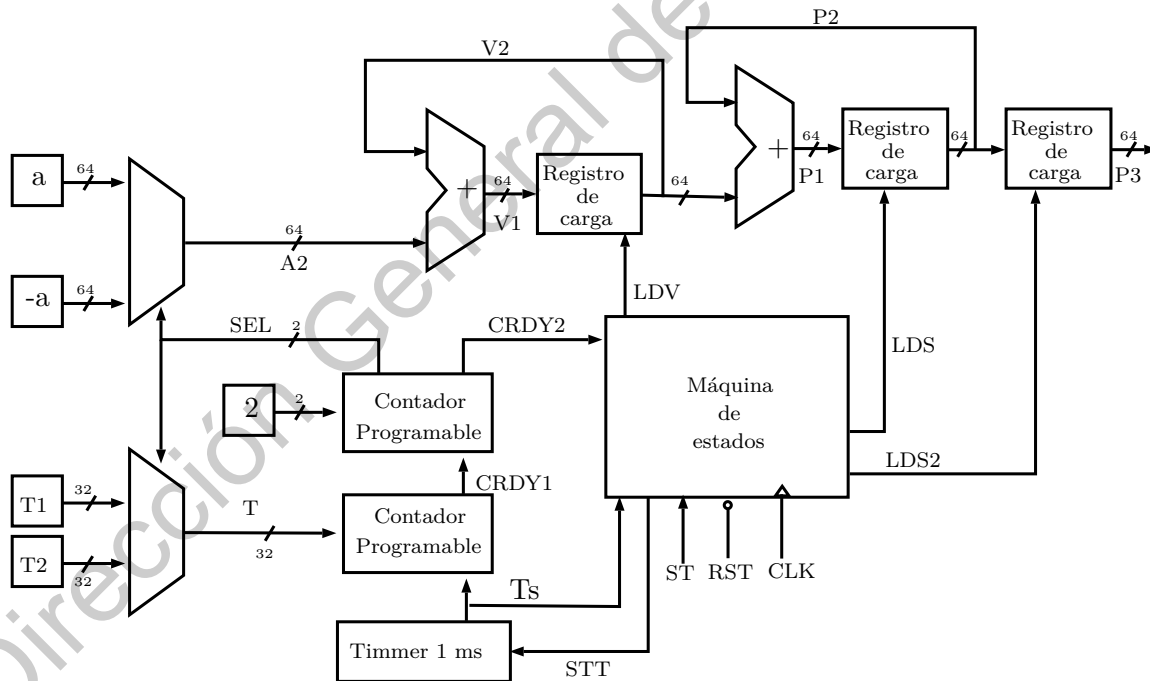 P2
V2
a
64
-a
64
64
A2
+
64
V1
Registro
de
carga
64
+
64
P1
Registro
de
carga
64
Registro
de
carga
64
P3
LDV
SEL
2
CRDY2
LDS
2
2
Contador
Programable
Máquina
de
estados
LDS2
T1
32
T2
32
T
32
CRDY1
Contador
Programable
Ts
ST
RST
CLK
Timmer 1 ms
STT
Dirección General de